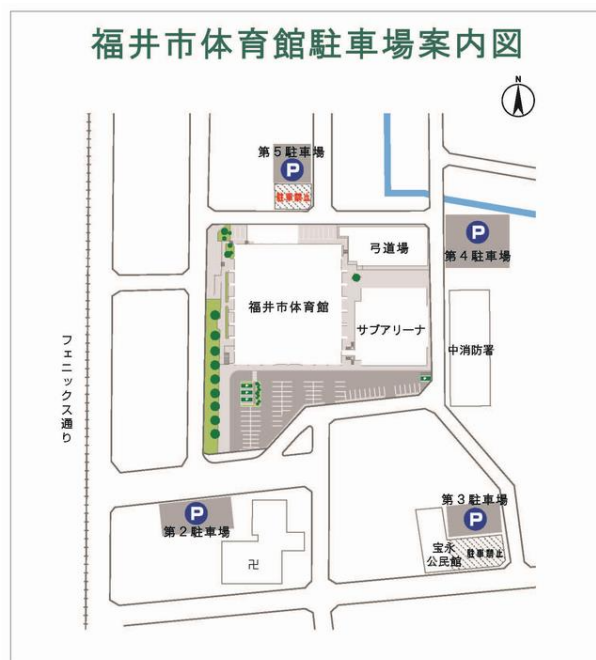 福井市体育館駐車場案内図
N
第5駐車場
P
駐車禁止
P
第4駐車場
弓道場
福井市体育館
サブアリーナ
中消防署
フェニックス通り
P
第2駐車場
卍
第3駐車場
P
宝永
公民館
駐車禁止